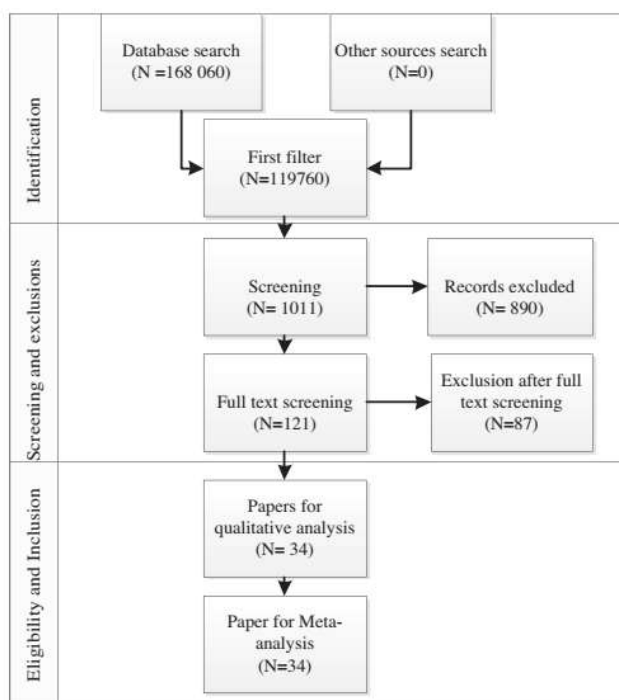 Identification
Database search
(N =168 060)
Other sources search
(N=0)
First filter
(N=119760)
Screening and exclusions
Screening
(N= 1011)
Records excluded
(N= 890)
Full text screening
(N=121)
Exclusion after full
text screening
(N=87)
Eligibility and Inclusion
Papers for
qualitative analysis
(N= 34)
Paper for Meta-
analysis
(N=34)